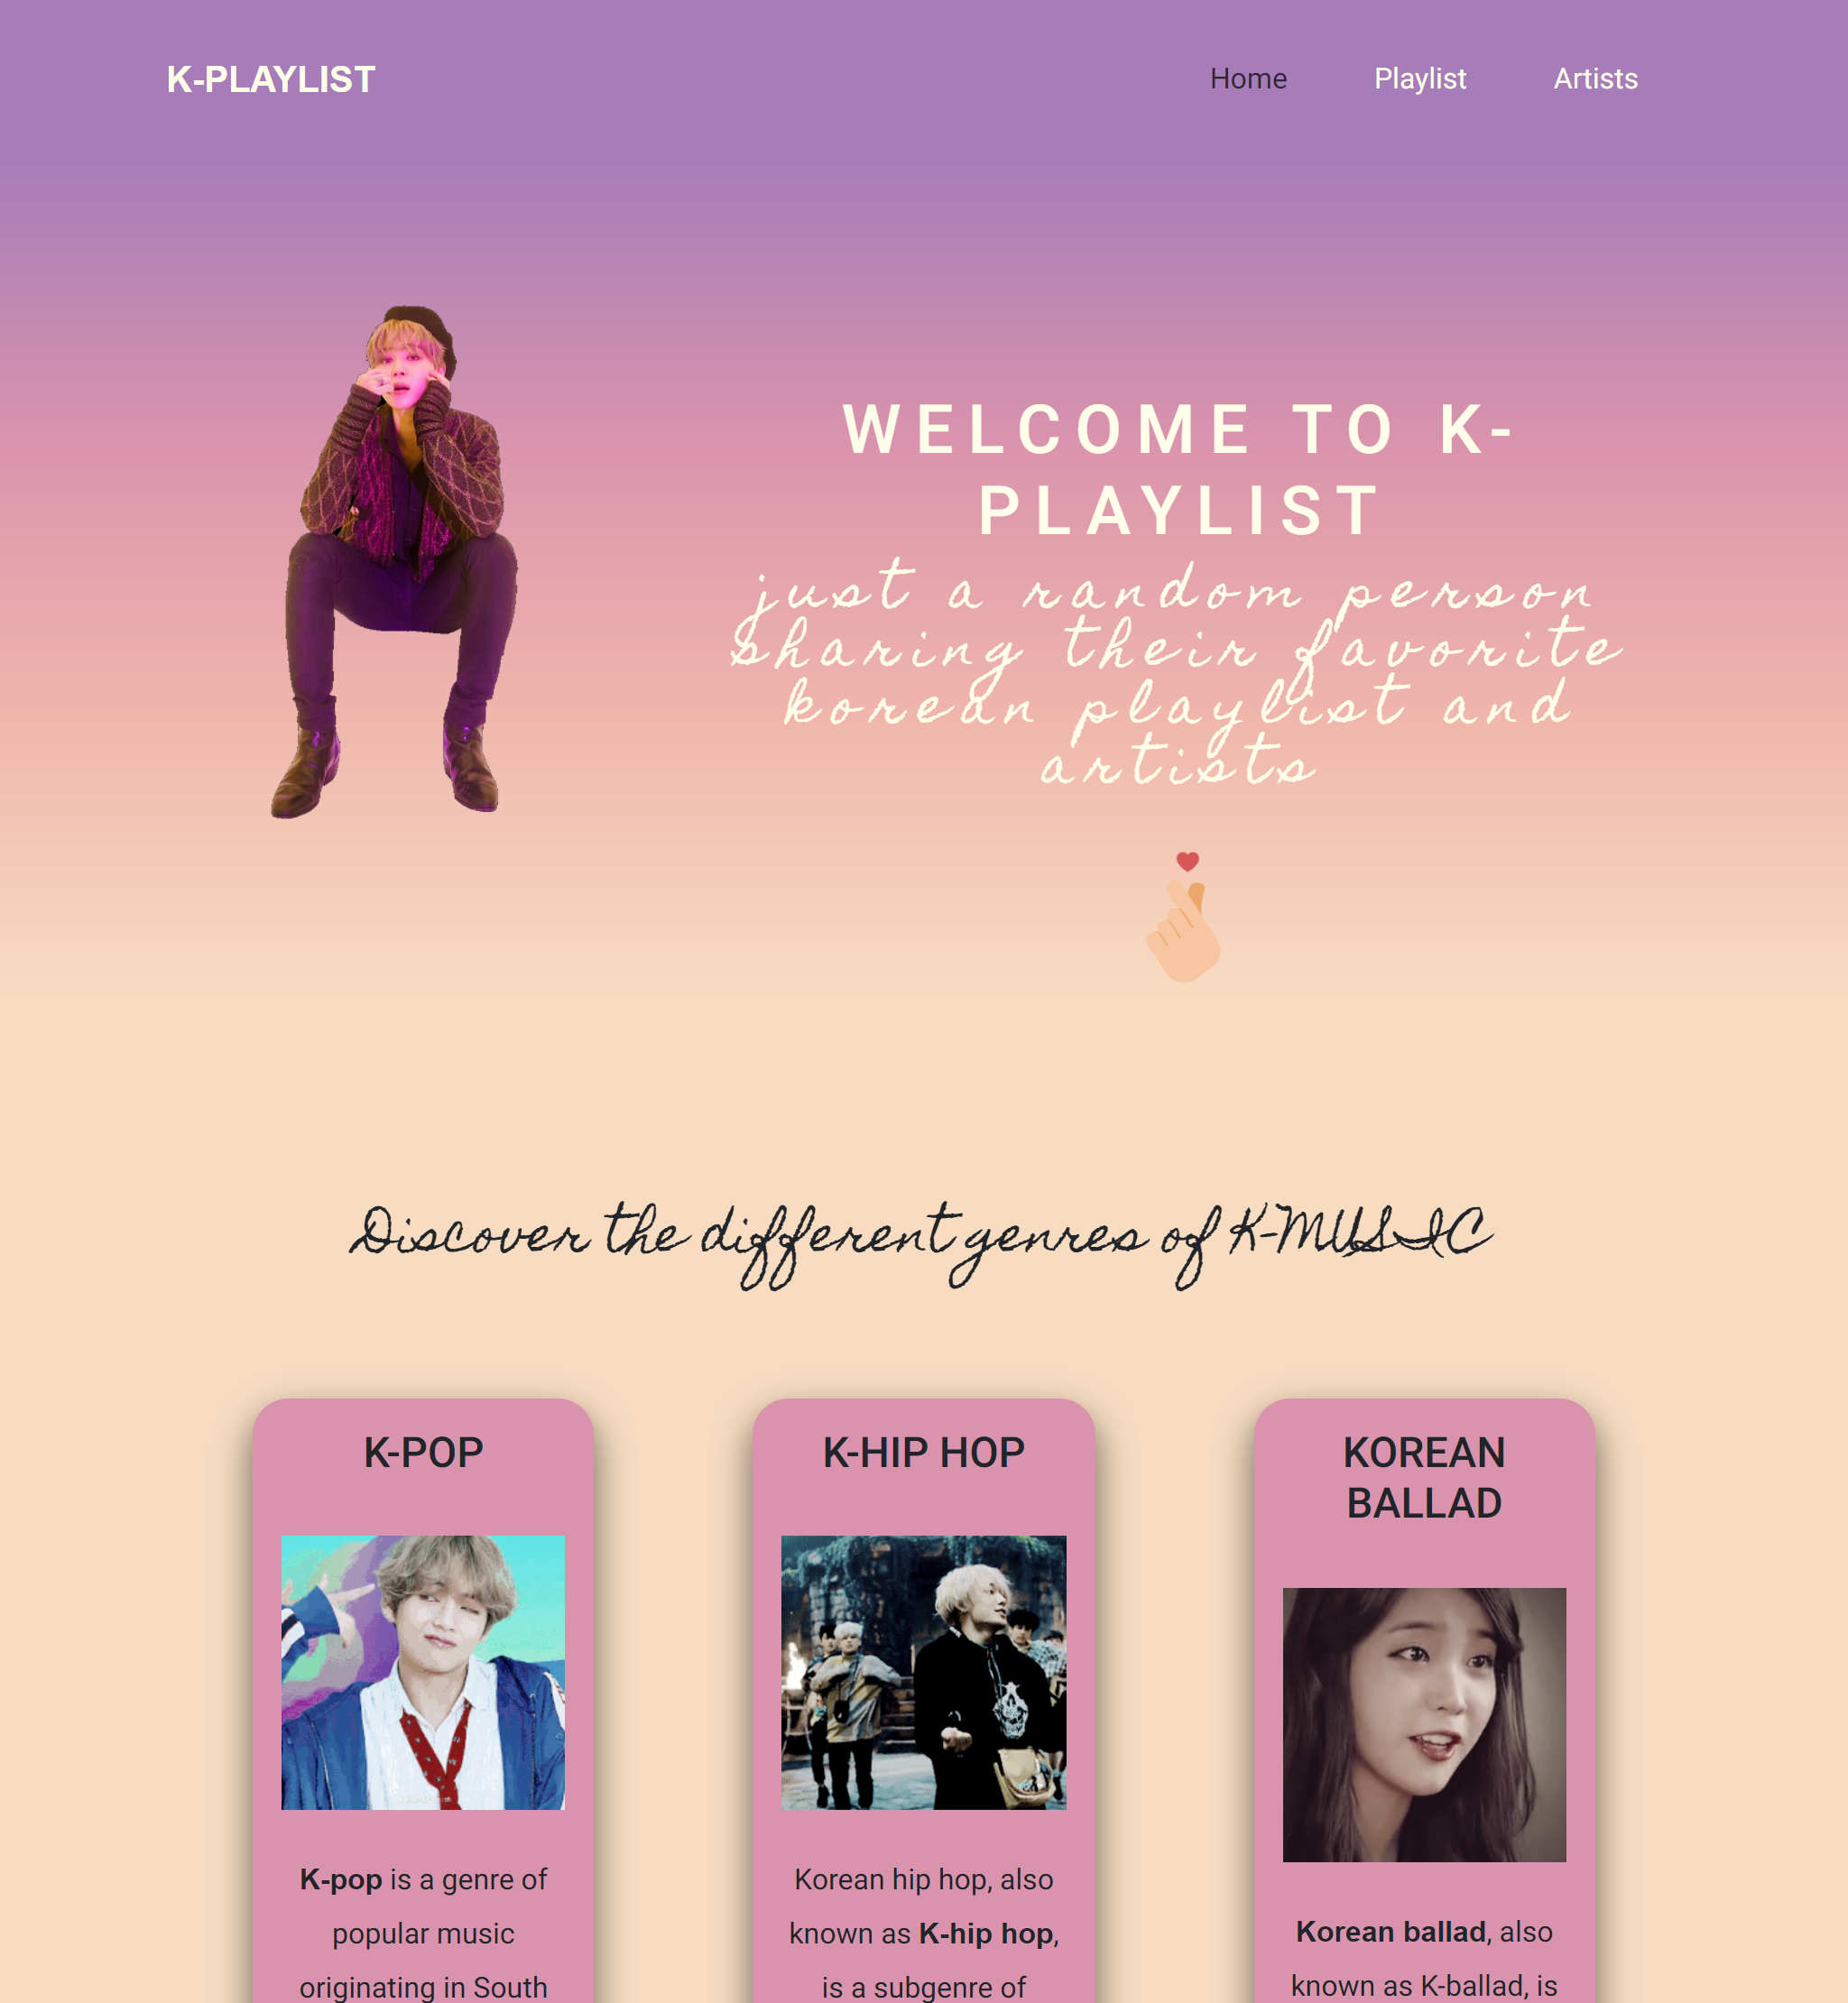 K-PLAYLIST
Home Playlist Artists
WELCOME TO K-
PLAYLIST
just a random person
sharing their favorite
korean playlist and
artists
Discover the different genres of K-MUSIC
K-POP
K-pop is a genre of
popular music
originating in South
K-HIP HOP
Korean hip hop, also
known as K-hip hop,
is a subgenre of
KOREAN
BALLAD
Korean ballad, also
known as K-ballad, is